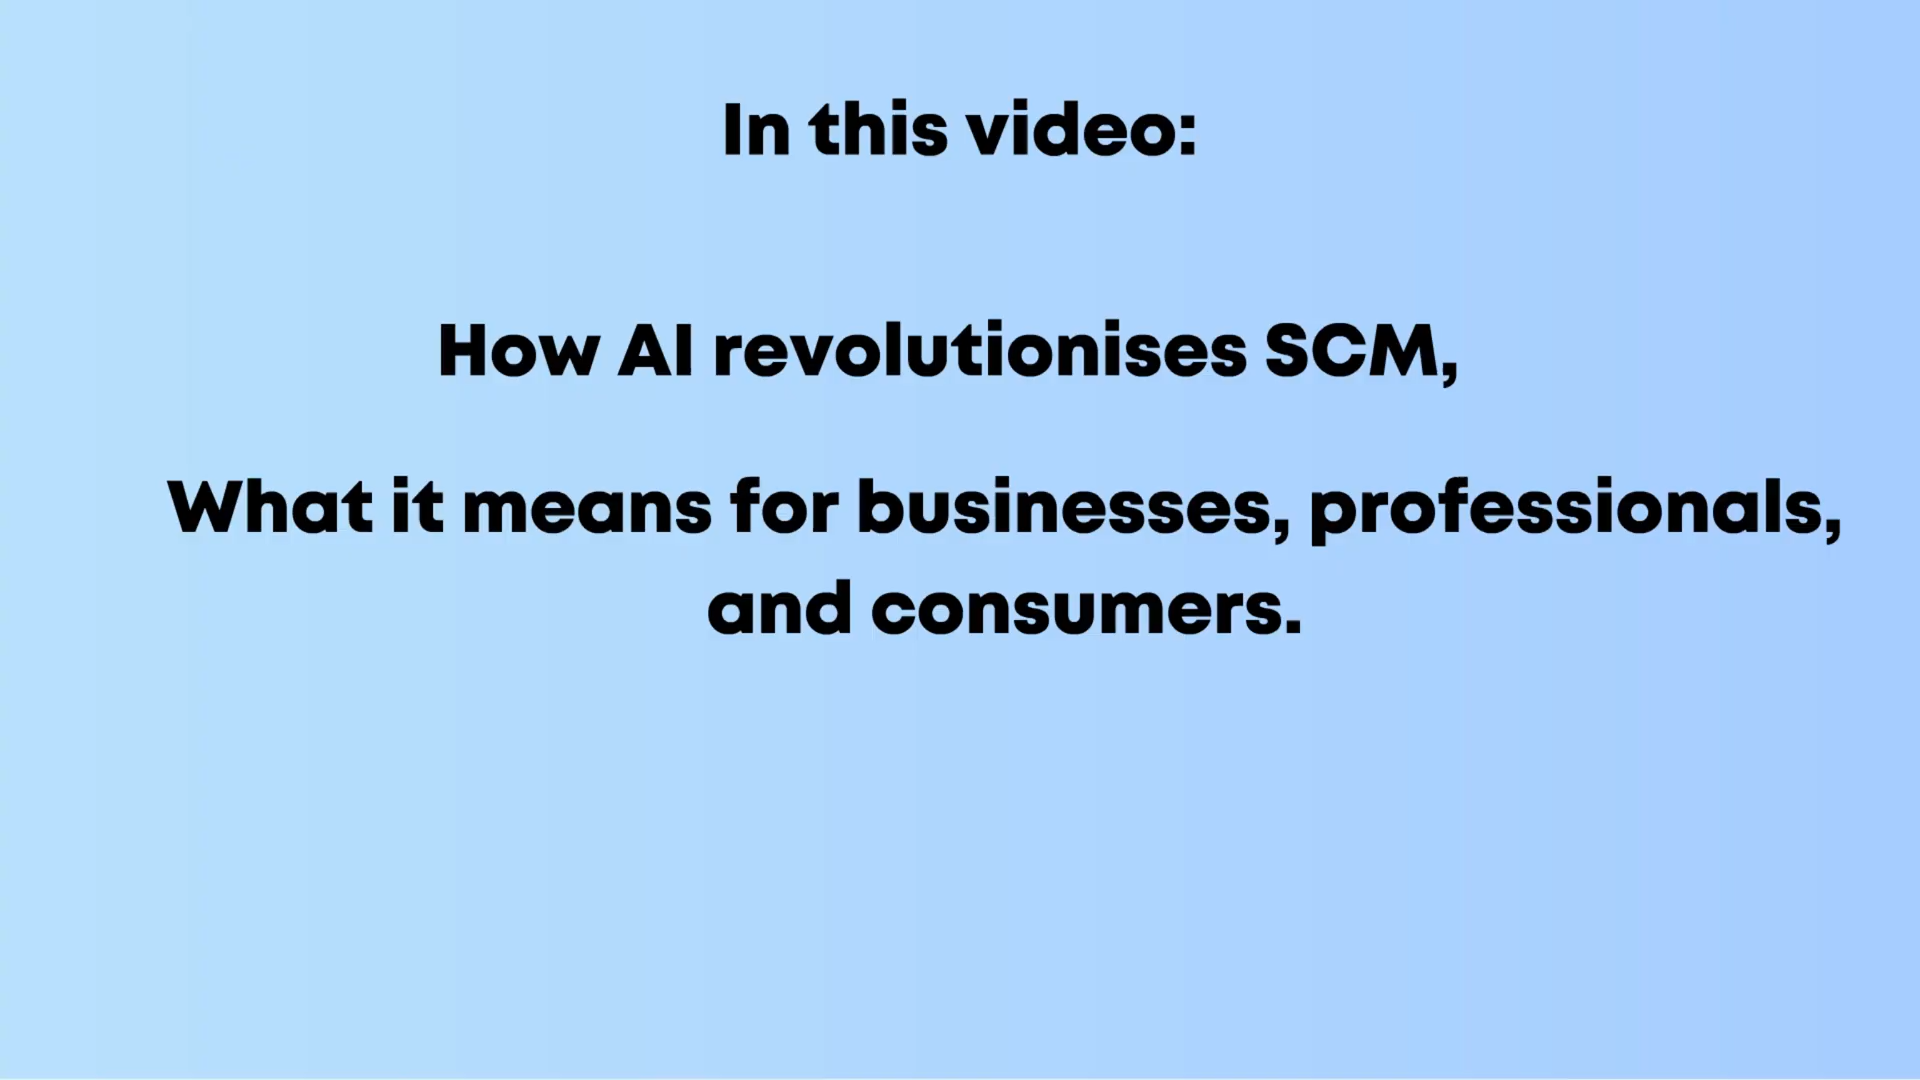 In this video:
How AI revolutionises SCM,
What it means for businesses, professionals,
and consumers.